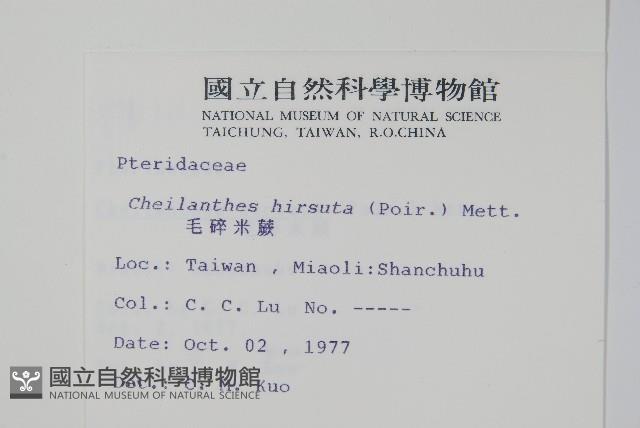 國立自然科學博物館
NATIONAL MUSEUM OF NATURAL SCIENCE
TAICHUNG, TAIWAN, R.O.CHINA
Pteridaceae
Cheilanthes hirsuta (Poir.) Mett.
毛碎米蕨
Loc.: Taiwan , Miaoli:Shanchuhu
Col.: C. C. Lu No. -----
Date: Oct. 02 , 1977
Det.: C. M. Kuo
國立自然科學博物館
NATIONAL MUSEUM OF NATURAL SCIENCE